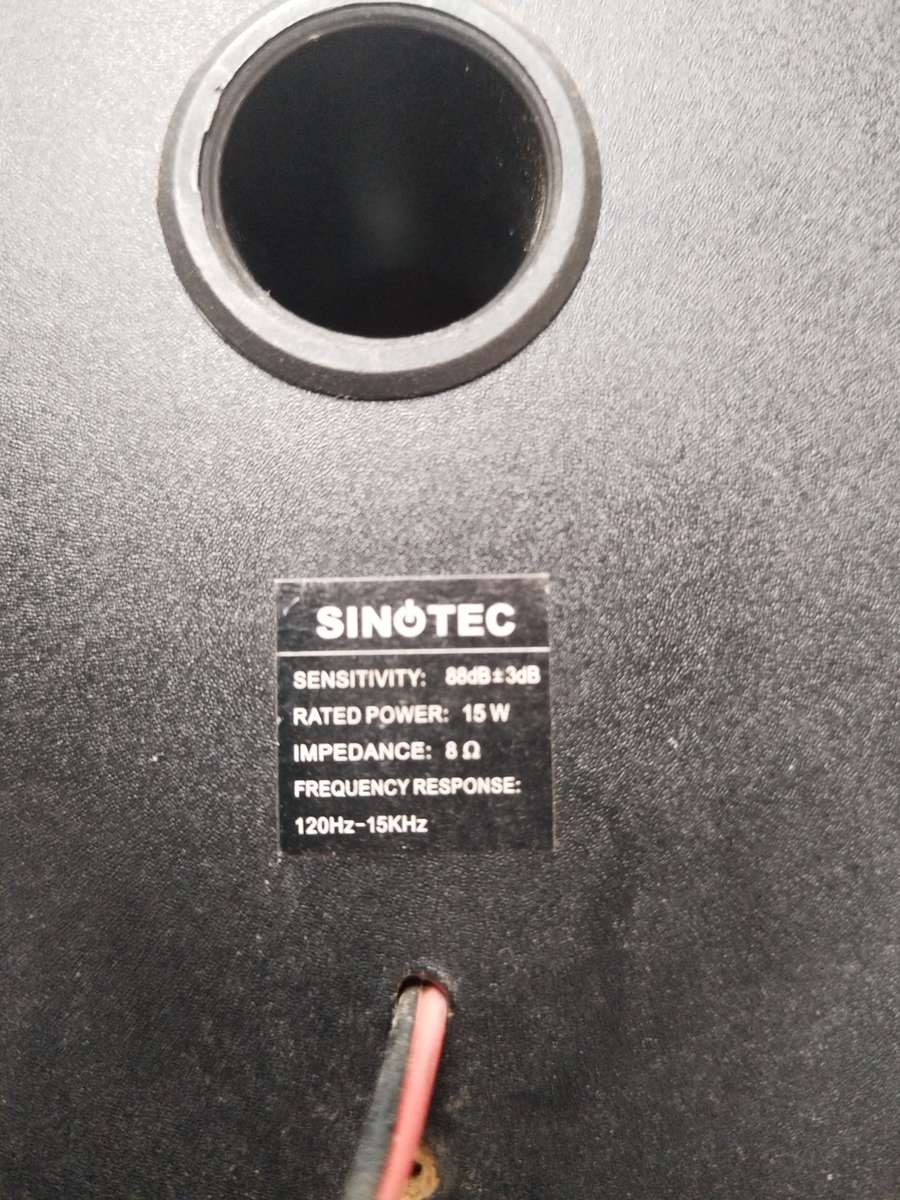 SINOTEC
SENSITIVITY: 88dB±3dB
RATED POWER: 15 W
IMPEDANCE: 8 Ω
FREQUENCY RESPONSE:
120Hz-15KHz